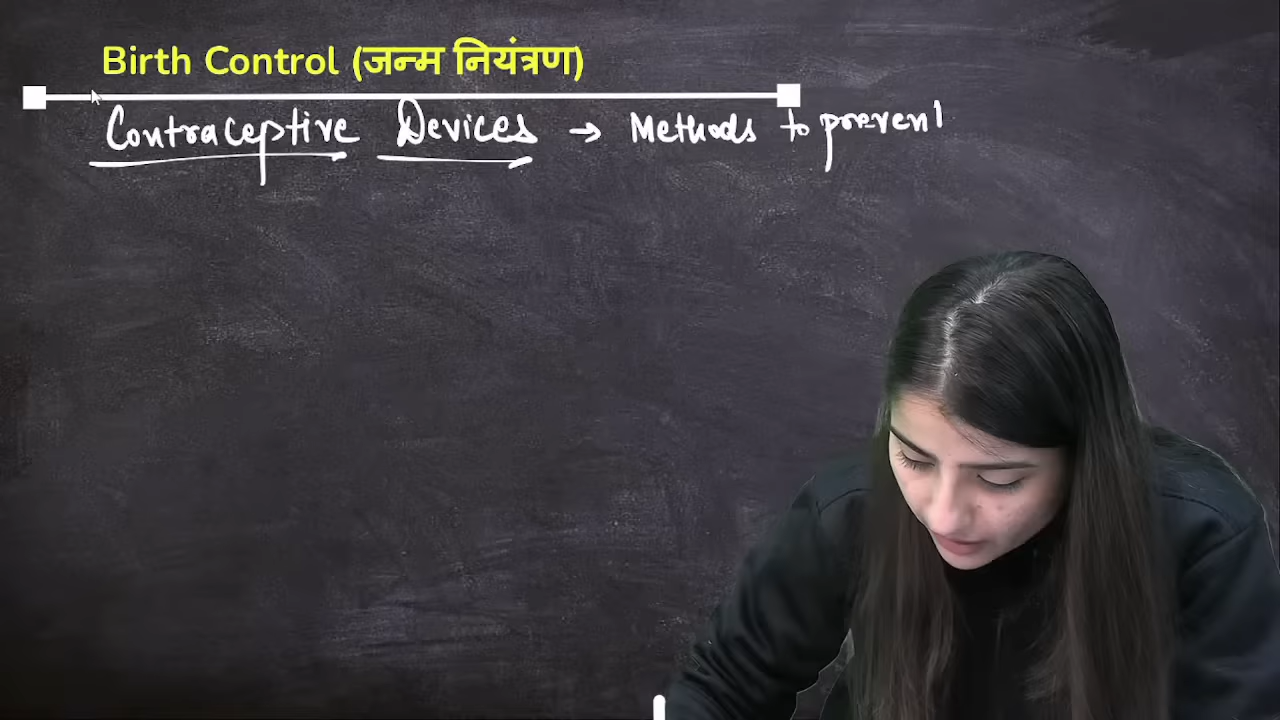 Birth Control (जन्म नियंत्रण)
Contraceptive Devices → Methods to prevent